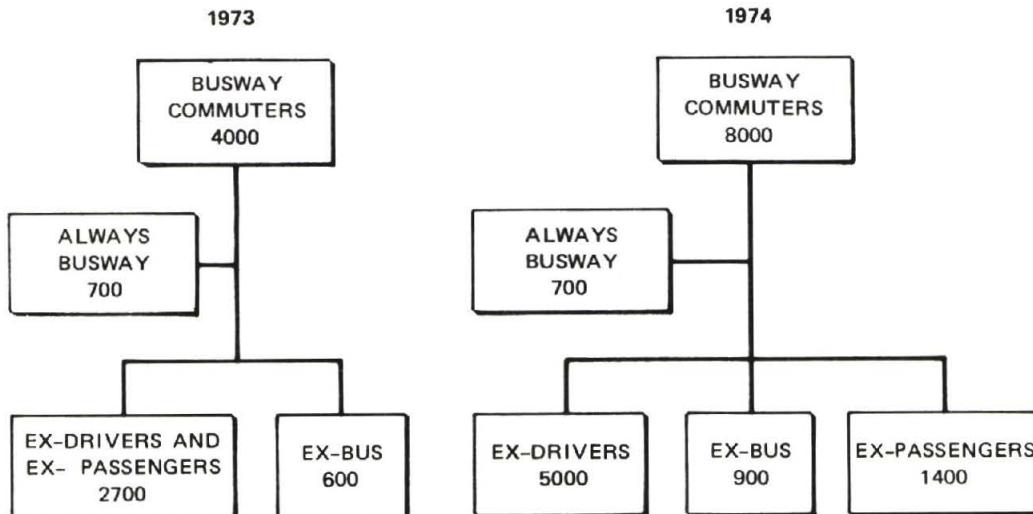 1973
BUSWAY
COMMUTERS
4000
ALWAYS
BUSWAY
700
EX-DRIVERS AND
EX- PASSENGERS
2700
EX-BUS
600
1974
BUSWAY
COMMUTERS
8000
ALWAYS
BUSWAY
700
EX-DRIVERS
5000
EX-BUS
900
EX-PASSENGERS
1400